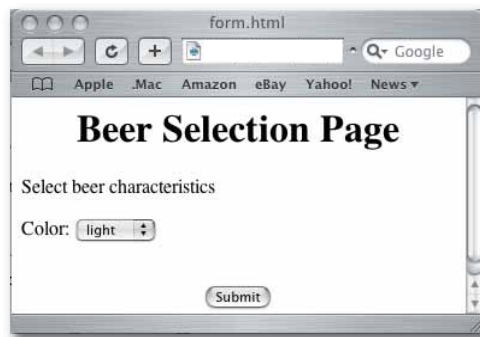 form.html
Google
Apple .Mac Amazon eBay Yahoo! News
Beer Selection Page
Select beer characteristics
Color: light
Submit